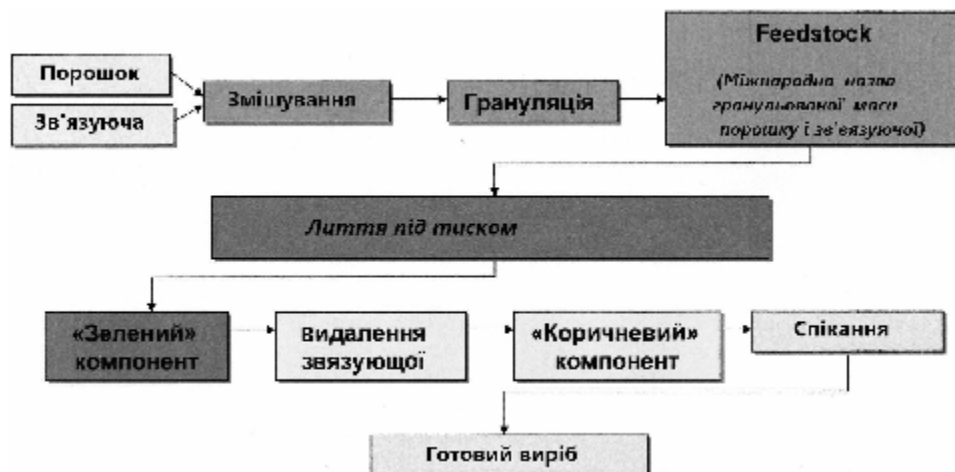 Порошок
Зв'язуюча
Змішування
Грануляція
Feedstock
(Міжнародна назва
гранульованої маси
порошку і зв'вязуючої)
Лиття під тиском
«Зелений»
компонент
Видалення
звязующої
«Коричневий»
компонент
Спікання
Готовий виріб